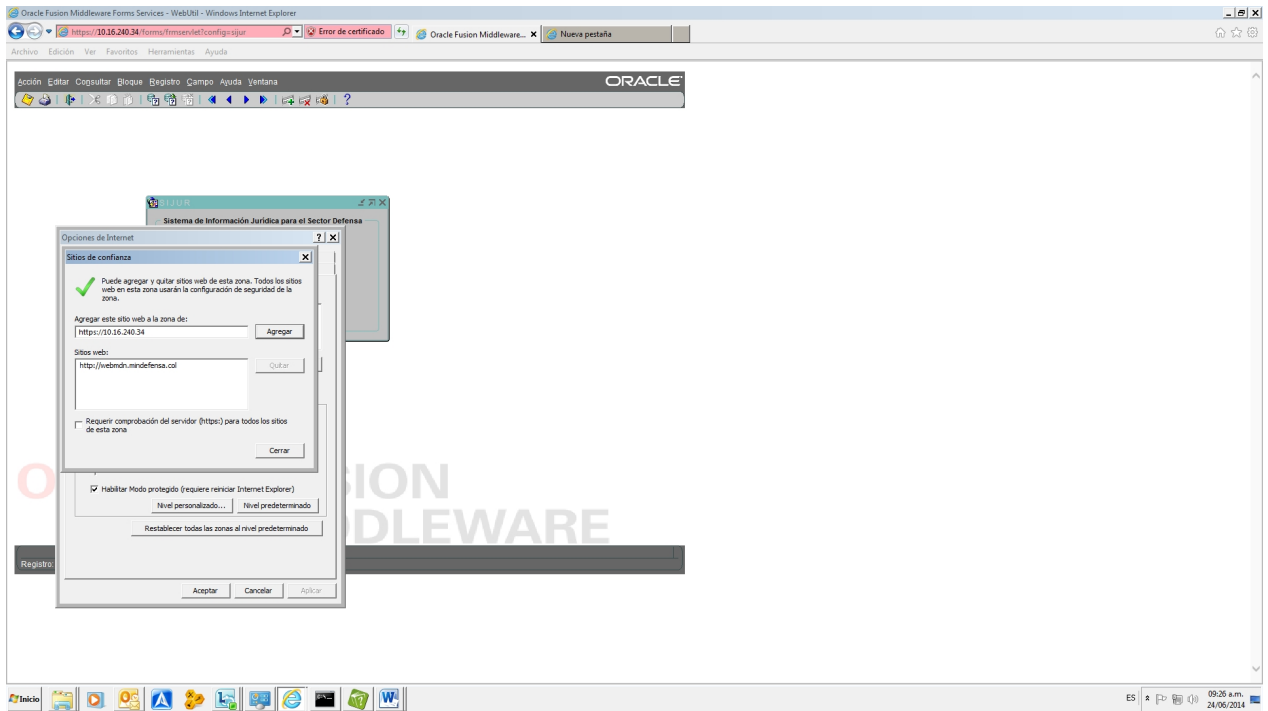 Oracle Fusion Middleware Forms Services - WebUtil - Windows Internet Explorer
https://10.16.240.34/forms/frmservlet?config=sijur
Error de certificado
Oracle Fusion Middleware...
Nueva pestaña
Archivo Edición Ver Favoritos Herramientas Ayuda
Acción Editar Consultar Bloque Registro Campo Ayuda Ventana
ORACLE
SIJUR
Sistema de Información Jurídica para el Sector Defensa
Opciones de Internet
Sitios de confianza
Puede agregar y quitar sitios web de esta zona. Todos los sitios
web en esta zona usarán la configuración de seguridad de la
zona.
Agregar este sitio web a la zona de:
https://10.16.240.34
Agregar
Sitios web:
http://webmdn.mindefensa.col
Quitar
Requerir comprobación del servidor (https:) para todos los sitios
de esta zona
Cerrar
Habilitar Modo protegido (requiere reiniciar Internet Explorer)
Nivel personalizado... Nivel predeterminado
Restablecer todas las zonas al nivel predeterminado
O SION
DDLEWARE
Registro:
Aceptar Cancelar Aplicar
Inicio
ES
09:26 a.m.
24/06/2014